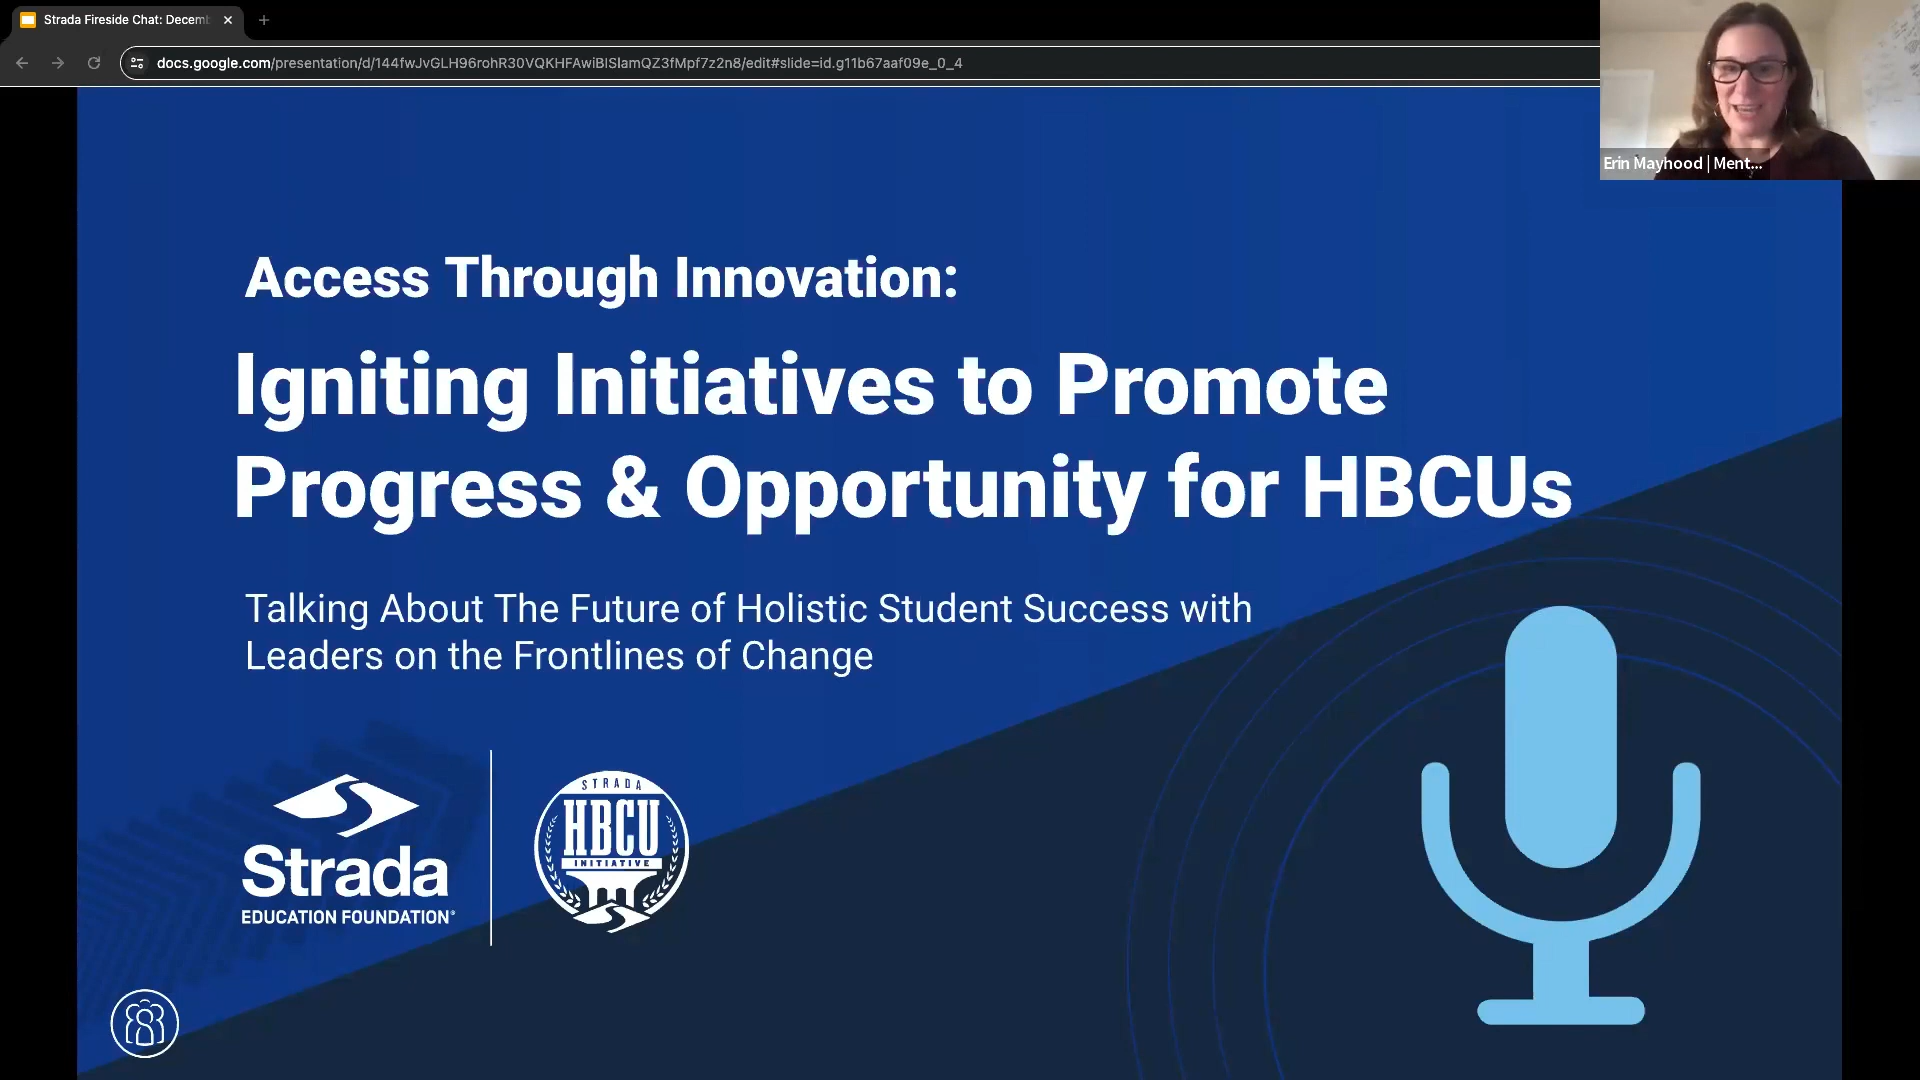 Strada Fireside Chat: Decemb
docs.google.com/presentation/d/144fwJvGLH96rohR30VQKHFAwiBISlamQZ3fMpf7z2n8/edit#slide=id.g11b67aaf09e_0_4
Erin Mayhood | Ment...
Access Through Innovation:
Igniting Initiatives to Promote
Progress & Opportunity for HBCUs
Talking About The Future of Holistic Student Success with
Leaders on the Frontlines of Change
Strada
EDUCATION FOUNDATION®
STRADA
HBCU
INITIATIVE